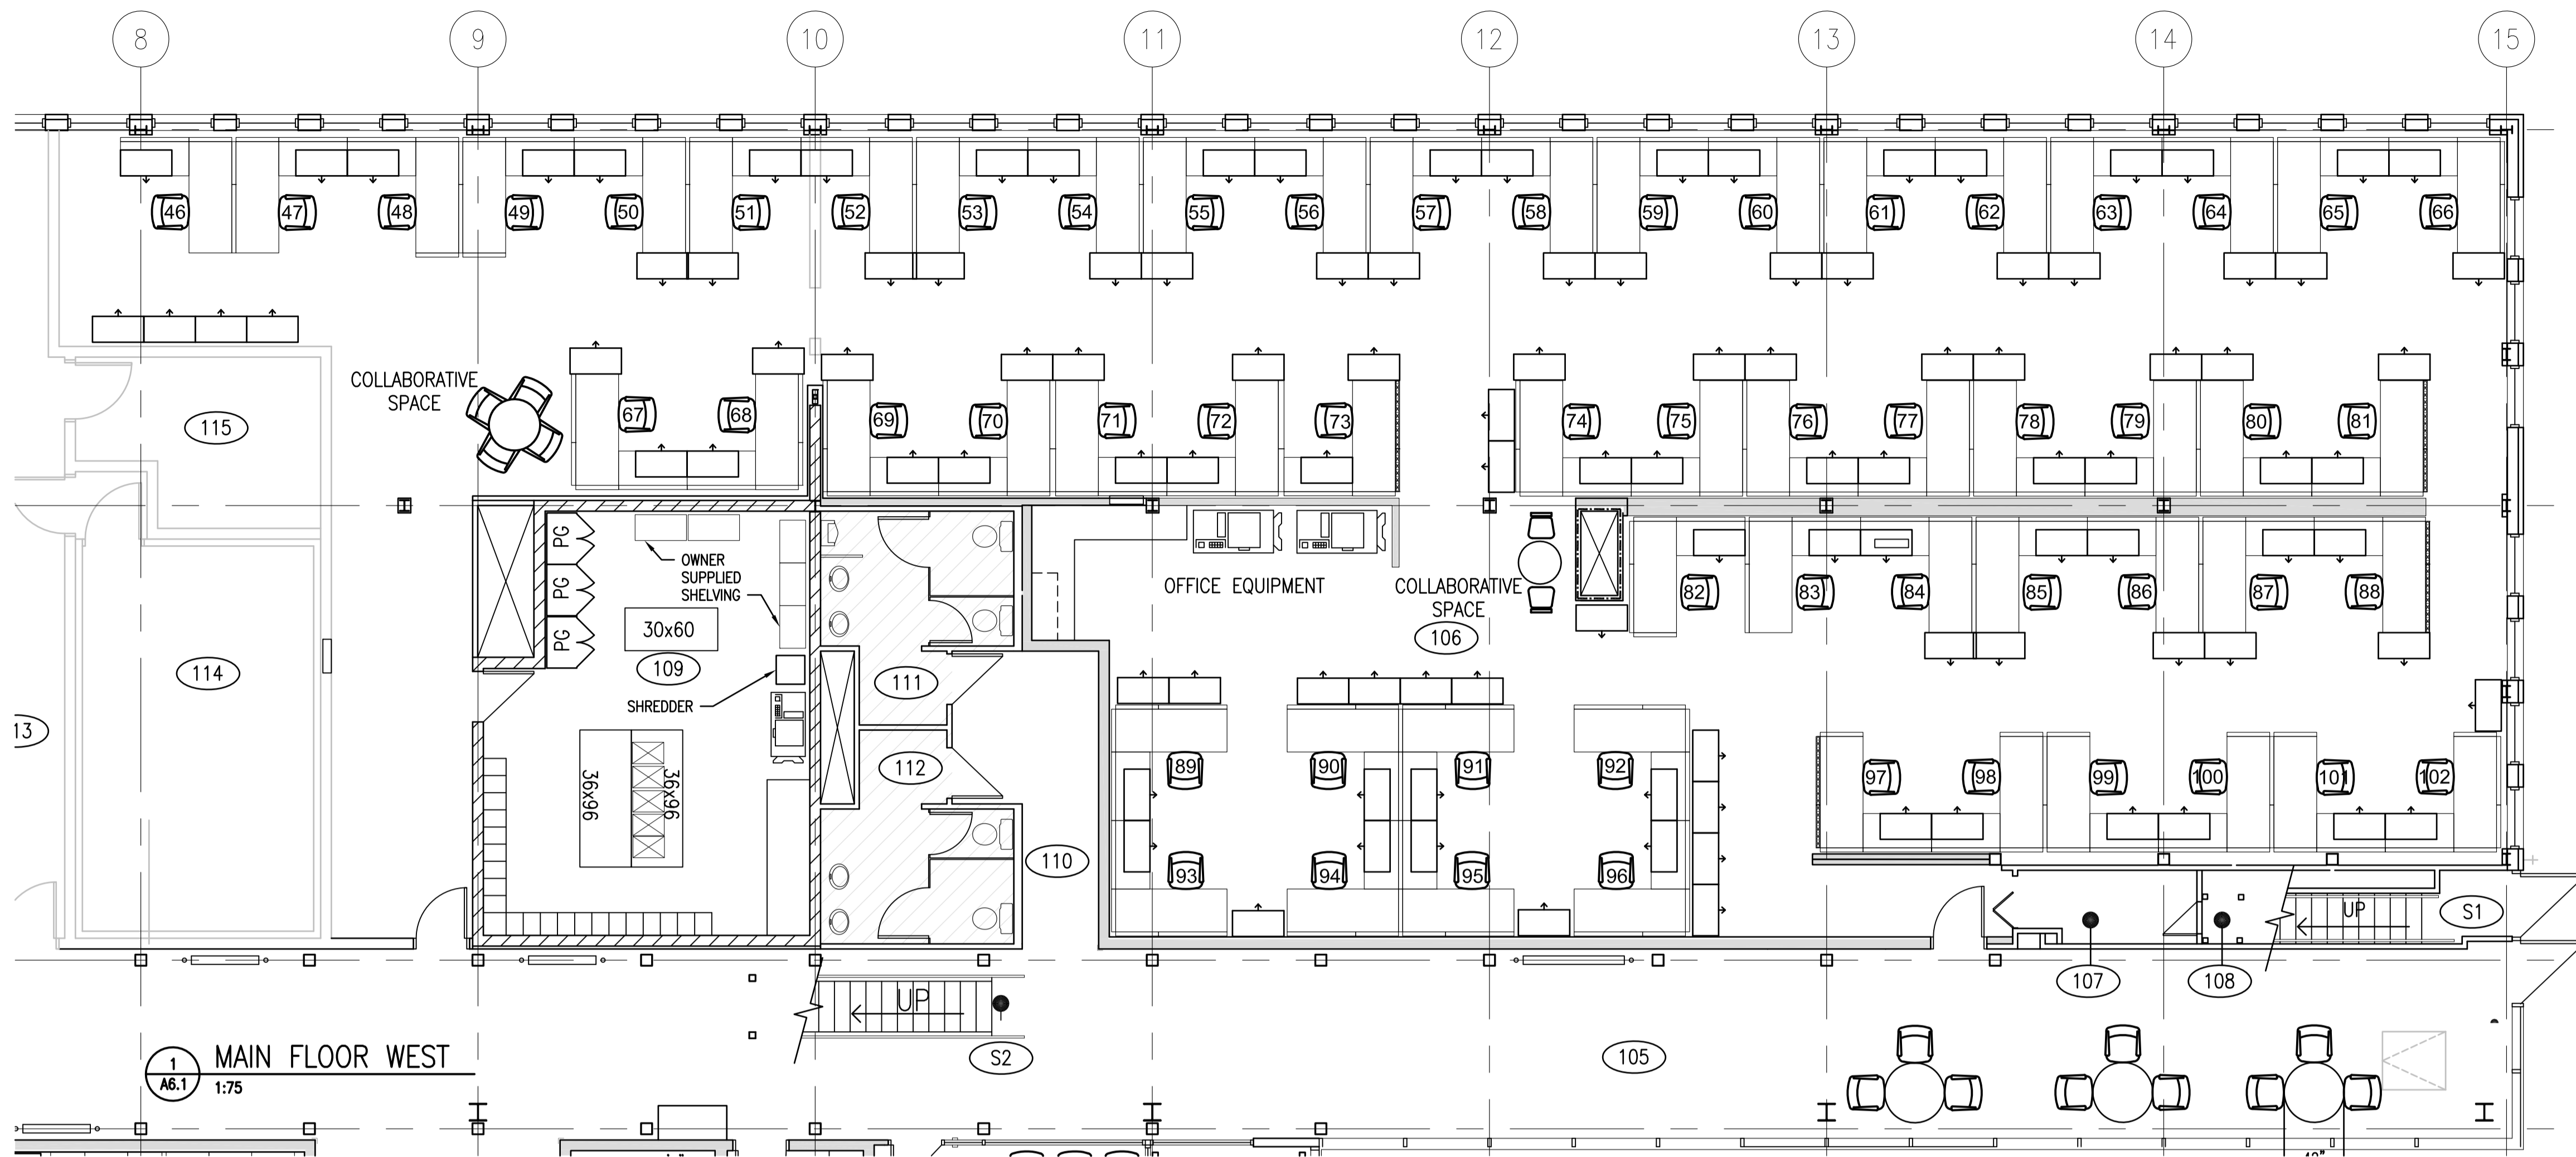 8 9 10 11 12 13 14 15
46 47 48 49 50 51 52 53 54 55 56 57 58 59 60 61 62 63 64 65 66
COLLABORATIVE
SPACE
67 68 69 70 71 72 73 74 75 76 77 78 79 80 81
115
PG
PG
PG
OWNER
SUPPLIED
SHELVING
30x60
109
SHREDDER
36x96
36x96
114
13
111
112
110
OFFICE EQUIPMENT
COLLABORATIVE
SPACE
106
82 83 84 85 86 87 88
89 90 91 92
93 94 95 96
97 98 99 100 101 102
UP
S1
107
108
UP
S2
105
1
A6.1
MAIN FLOOR WEST
1:75